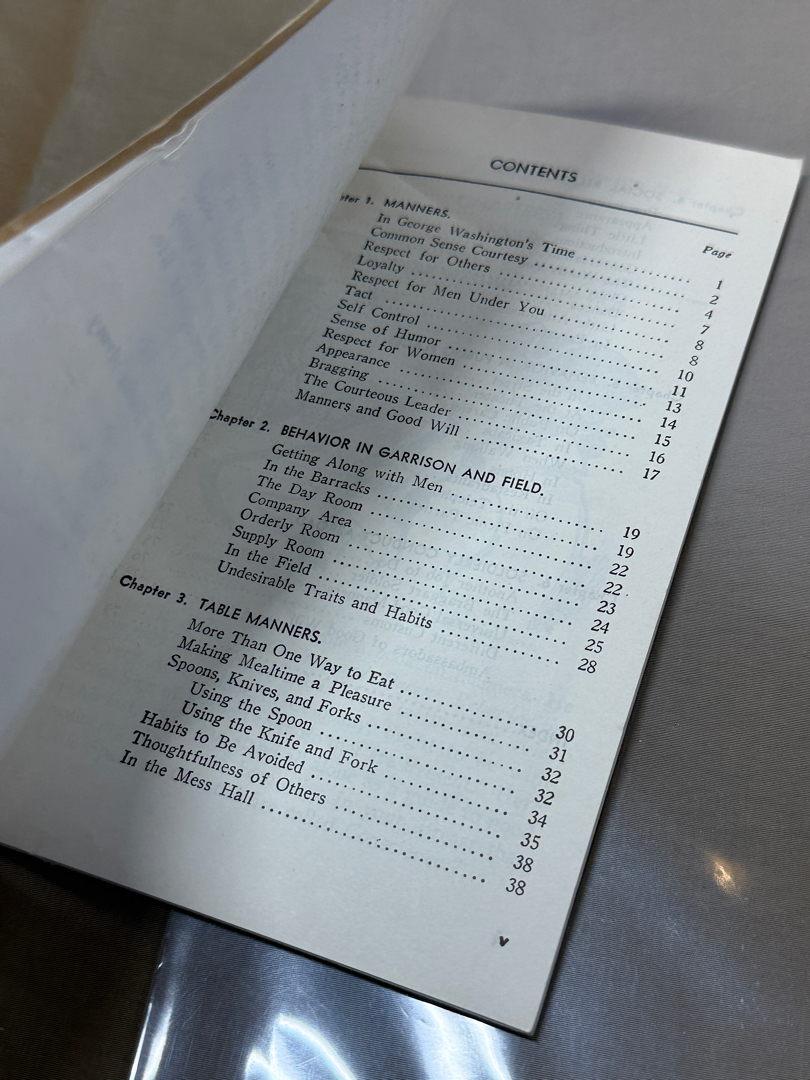 CONTENTS
Page
pter 1. MANNERS.
In George Washington's Time ........ 1
Common Sense Courtesy ........ 2
Respect for Others ........ 4
Loyalty ........ 7
Respect for Men Under You ........ 8
Tact ........ 8
Self Control ........ 10
Sense of Humor ........ 11
Respect for Women ........ 13
Appearance ........ 14
Bragging ........ 15
The Courteous Leader ........ 16
Manners and Good Will ........ 17
Chapter 2. BEHAVIOR IN GARRISON AND FIELD.
Getting Along with Men ........ 19
In the Barracks ........ 19
The Day Room ........ 22
Company Area ........ 22
Orderly Room ........ 23
Supply Room ........ 24
In the Field ........ 25
Undesirable Traits and Habits ........ 28
Chapter 3. TABLE MANNERS.
More Than One Way to Eat ........ 30
Making Mealtime a Pleasure ........ 31
Spoons, Knives, and Forks ........ 32
Using the Spoon ........ 32
Using the Knife and Fork ........ 34
Habits to Be Avoided ........ 35
Thoughtfulness of Others ........ 38
In the Mess Hall ........ 38
v